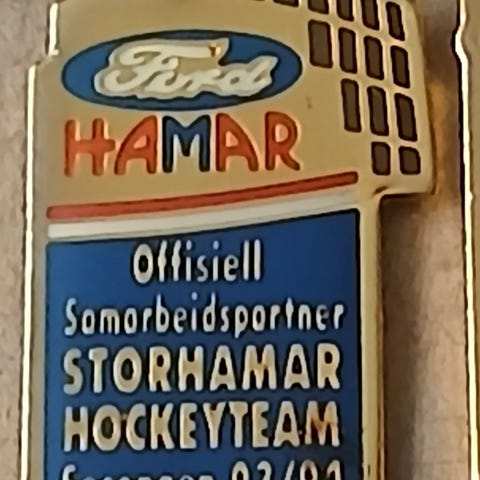 Ford
HAMAR
Offisiell
Samarbeidspartner
STORHAMAR
HOCKEYTEAM